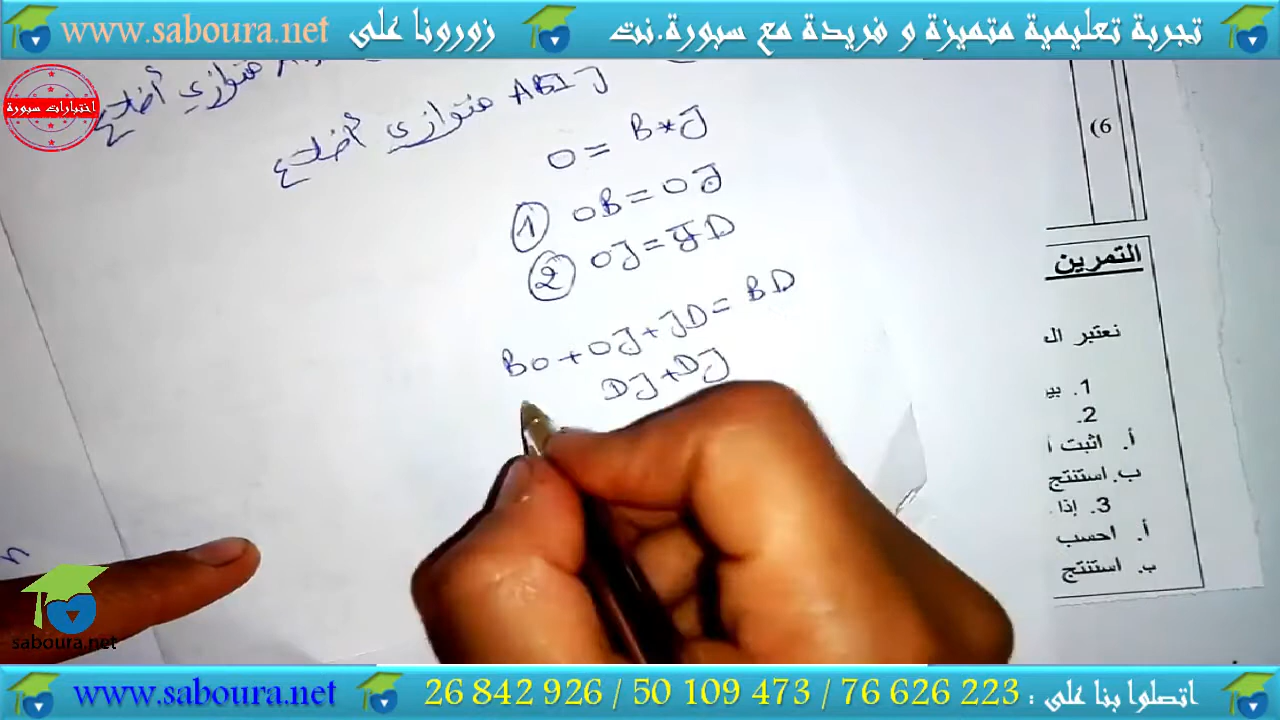 تجربة تعليمية متميزة و فريدة مع سبورة.نت
زورونا على www.saboura.net
اختبارات سبورة
متوازي أضلاع
ABIJ متوازي أضلاع
O = B*J
① OB = OJ
② OJ = JD
BO + OJ + JD = BD
DJ + DJ
6)
التمرين
نعتبر
1.
2.
أ. اثبت
ب. استنتج
3. إذا
أ. احسب
ب. استنتج
saboura.net
اتصلوا بنا على : 26 842 926 / 50 109 473 / 76 626 223
www.saboura.net